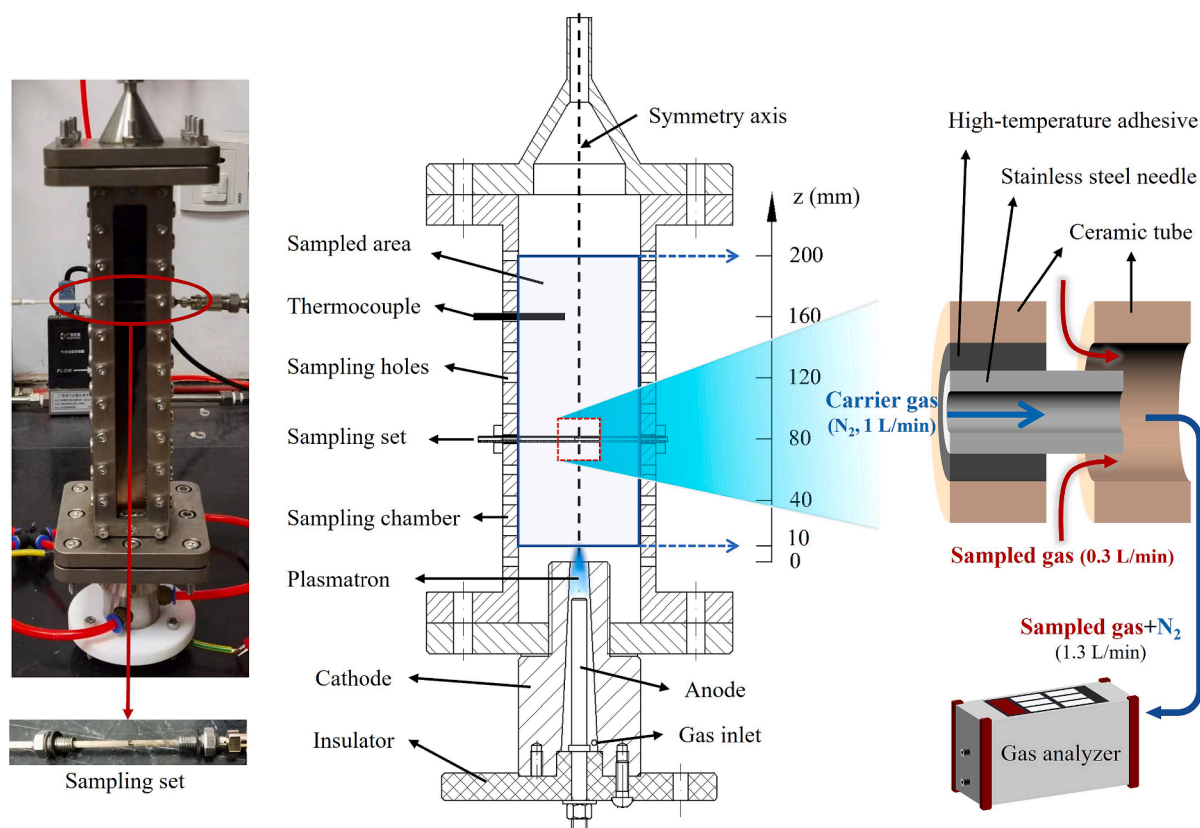 Symmetry axis
z (mm)
200
160
120
80
40
10
0
Sampled area
Thermocouple
Sampling holes
Sampling set
Sampling chamber
Plasmatron
Cathode
Anode
Gas inlet
Insulator
High-temperature adhesive
Stainless steel needle
Ceramic tube
Carrier gas
(N₂, 1 L/min)
Sampled gas (0.3 L/min)
Sampled gas+N₂
(1.3 L/min)
Gas analyzer
FLOW
Sampling set